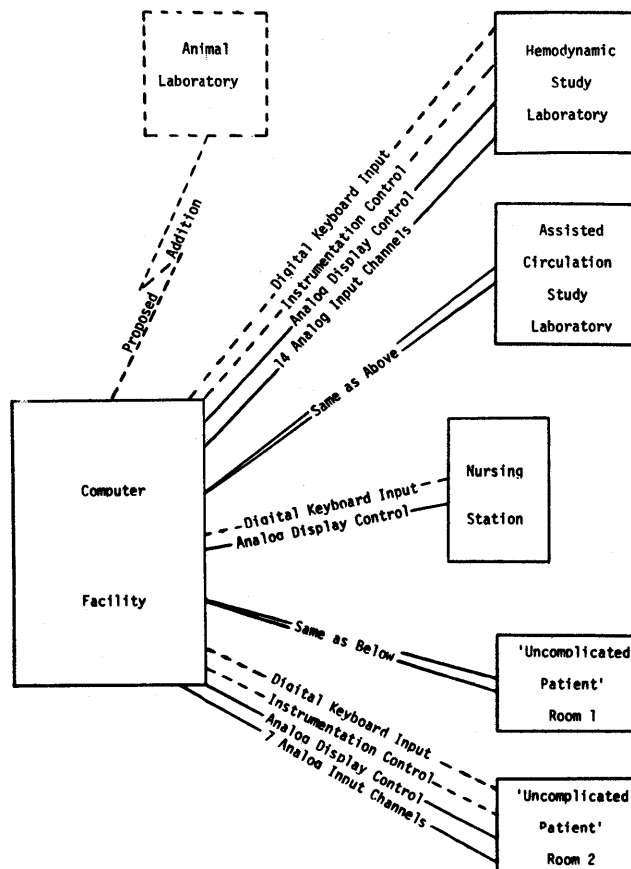 Animal
Laboratory
Hemodynamic
Study
Laboratory
Proposed Addition
Digital Keyboard Input
Instrumentation Control
Analog Display Control
14 Analog Input Channels
Assisted
Circulation
Study
Laboratory
Same as Above
Computer
Facility
Digital Keyboard Input
Analog Display Control
Nursing
Station
Same as Below
'Uncomplicated
Patient'
Room 1
Digital Keyboard Input
Instrumentation Control
Analog Display Control
7 Analog Input Channels
'Uncomplicated
Patient'
Room 2